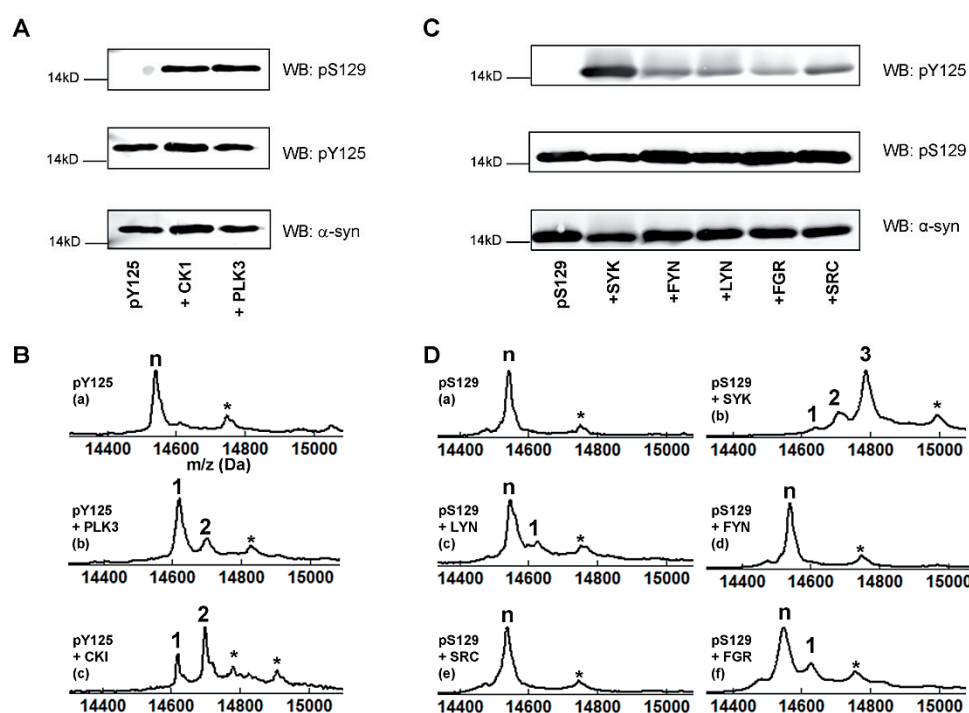 A
14kD
WB: pS129
14kD
WB: pY125
14kD
WB: α-syn
pY125
+ CK1
+ PLK3
C
14kD
WB: pY125
14kD
WB: pS129
14kD
WB: α-syn
pS129
+SYK
+FYN
+LYN
+FGR
+SRC
B
pY125
(a)
n
*
14400 14600 14800 15000
m/z (Da)
pY125
+ PLK3
(b)
1
2
*
14400 14600 14800 15000
pY125
+ CKI
(c)
1
2
*
*
14400 14600 14800 15000
D
pS129
(a)
n
*
14400 14600 14800 15000
pS129
+ SYK
(b)
1
2
3
*
14400 14600 14800 15000
pS129
+ LYN
(c)
n
1
*
14400 14600 14800 15000
pS129
+ FYN
(d)
n
*
14400 14600 14800 15000
pS129
+ SRC
(e)
n
*
14400 14600 14800 15000
pS129
+ FGR
(f)
n
1
*
14400 14600 14800 15000